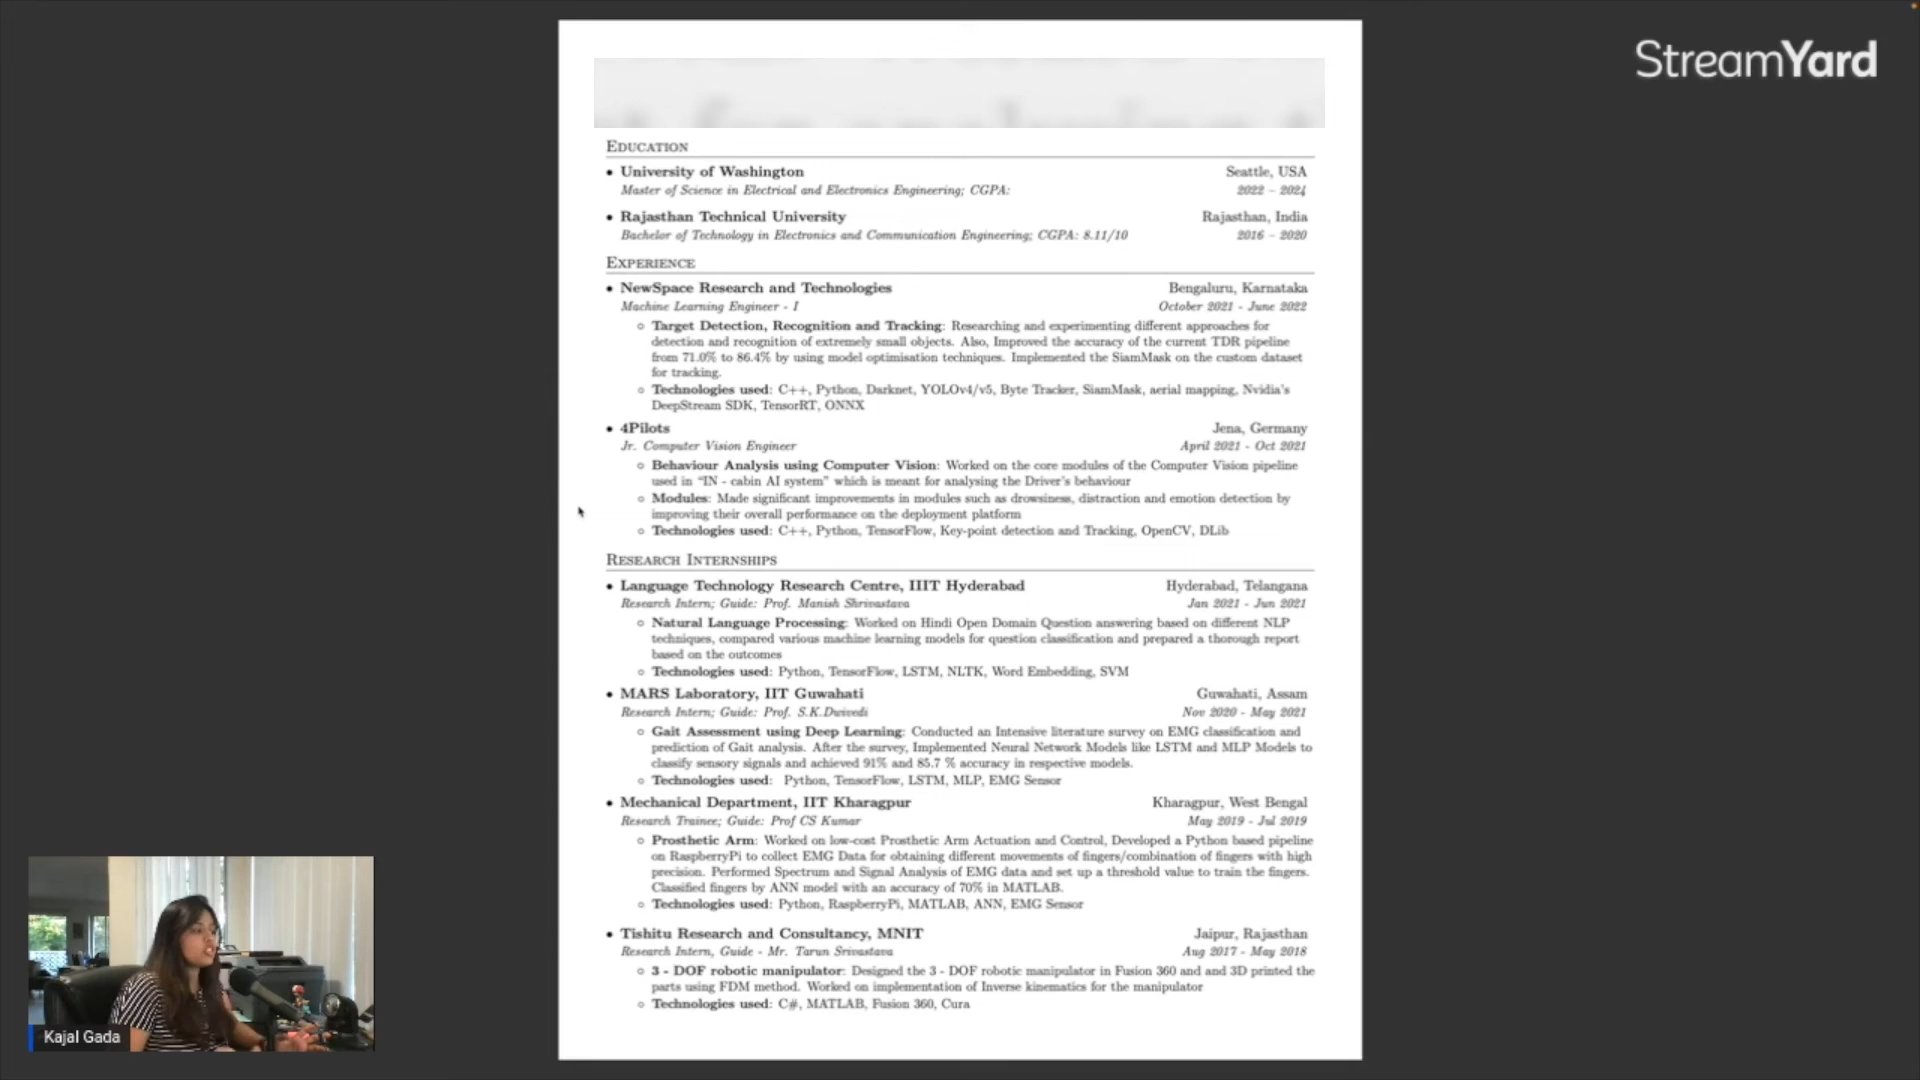 StreamYard
EDUCATION
• University of Washington Seattle, USA
Master of Science in Electrical and Electronics Engineering; CGPA: 2022 – 2024
• Rajasthan Technical University Rajasthan, India
Bachelor of Technology in Electronics and Communication Engineering; CGPA: 8.11/10 2016 – 2020
EXPERIENCE
• NewSpace Research and Technologies Bengaluru, Karnataka
Machine Learning Engineer - I October 2021 - June 2022
◦ Target Detection, Recognition and Tracking: Researching and experimenting different approaches for
detection and recognition of extremely small objects. Also, Improved the accuracy of the current TDR pipeline
from 71.0% to 86.4% by using model optimisation techniques. Implemented the SiamMask on the custom dataset
for tracking.
◦ Technologies used: C++, Python, Darknet, YOLOv4/v5, Byte Tracker, SiamMask, aerial mapping, Nvidia's
DeepStream SDK, TensorRT, ONNX
• 4Pilots Jena, Germany
Jr. Computer Vision Engineer April 2021 - Oct 2021
◦ Behaviour Analysis using Computer Vision: Worked on the core modules of the Computer Vision pipeline
used in "IN - cabin AI system" which is meant for analysing the Driver's behaviour
◦ Modules: Made significant improvements in modules such as drowsiness, distraction and emotion detection by
improving their overall performance on the deployment platform
◦ Technologies used: C++, Python, TensorFlow, Key-point detection and Tracking, OpenCV, DLib
RESEARCH INTERNSHIPS
• Language Technology Research Centre, IIIT Hyderabad Hyderabad, Telangana
Research Intern; Guide: Prof. Manish Shrivastava Jan 2021 - Jun 2021
◦ Natural Language Processing: Worked on Hindi Open Domain Question answering based on different NLP
techniques, compared various machine learning models for question classification and prepared a thorough report
based on the outcomes
◦ Technologies used: Python, TensorFlow, LSTM, NLTK, Word Embedding, SVM
• MARS Laboratory, IIT Guwahati Guwahati, Assam
Research Intern; Guide: Prof. S.K.Dwivedi Nov 2020 - May 2021
◦ Gait Assessment using Deep Learning: Conducted an Intensive literature survey on EMG classification and
prediction of Gait analysis. After the survey, Implemented Neural Network Models like LSTM and MLP Models to
classify sensory signals and achieved 91% and 85.7 % accuracy in respective models.
◦ Technologies used: Python, TensorFlow, LSTM, MLP, EMG Sensor
• Mechanical Department, IIT Kharagpur Kharagpur, West Bengal
Research Trainee; Guide: Prof CS Kumar May 2019 - Jul 2019
◦ Prosthetic Arm: Worked on low-cost Prosthetic Arm Actuation and Control, Developed a Python based pipeline
on RaspberryPi to collect EMG Data for obtaining different movements of fingers/combination of fingers with high
precision. Performed Spectrum and Signal Analysis of EMG data and set up a threshold value to train the fingers.
Classified fingers by ANN model with an accuracy of 70% in MATLAB.
◦ Technologies used: Python, RaspberryPi, MATLAB, ANN, EMG Sensor
• Tishitu Research and Consultancy, MNIT Jaipur, Rajasthan
Research Intern, Guide - Mr. Tarun Srivastava Aug 2017 - May 2018
◦ 3 - DOF robotic manipulator: Designed the 3 - DOF robotic manipulator in Fusion 360 and and 3D printed the
parts using FDM method. Worked on implementation of Inverse kinematics for the manipulator
◦ Technologies used: C#, MATLAB, Fusion 360, Cura
Kajal Gada